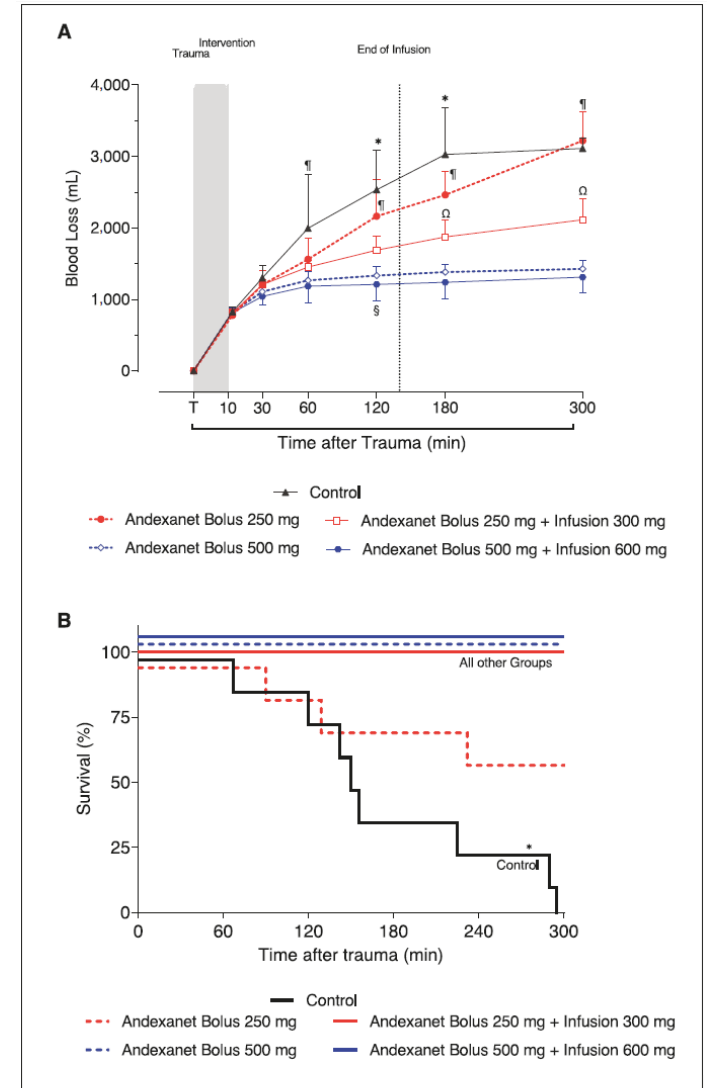 A
Intervention
Trauma
End of Infusion
4,000
3,000
2,000
1,000
0
Blood Loss (mL)
¶
*
¶
*
¶
Ω
¶
Ω
§
T 10 30 60 120 180 300
Time after Trauma (min)
Control
Andexanet Bolus 250 mg Andexanet Bolus 250 mg + Infusion 300 mg
Andexanet Bolus 500 mg Andexanet Bolus 500 mg + Infusion 600 mg
B
100
75
50
25
0
Survival (%)
All other Groups
*
Control
0 60 120 180 240 300
Time after trauma (min)
Control
Andexanet Bolus 250 mg Andexanet Bolus 250 mg + Infusion 300 mg
Andexanet Bolus 500 mg Andexanet Bolus 500 mg + Infusion 600 mg